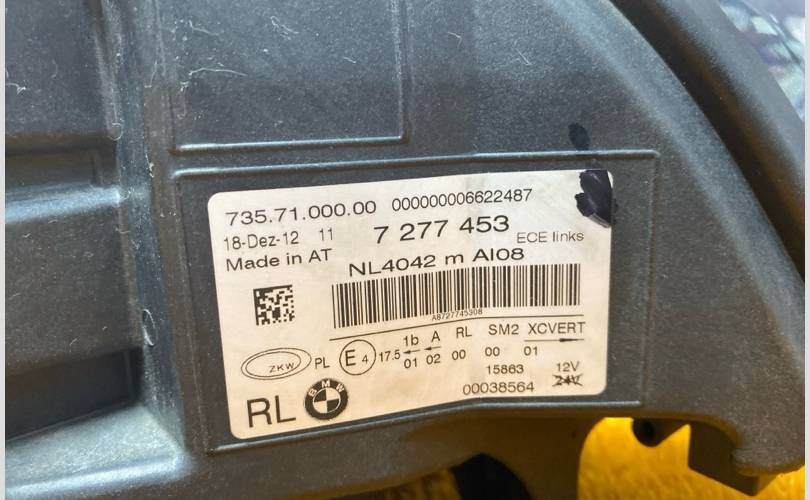 735.71.000.00 000000006622487
18-Dez-12 11 7 277 453 ECE links
Made in AT NL4042 m AI08
A8727745308
1b A RL SM2 XCVERT
ZKW PL E4 17.5 01 02 00 00 01
15863 12V
00038564 24V
RL BMW